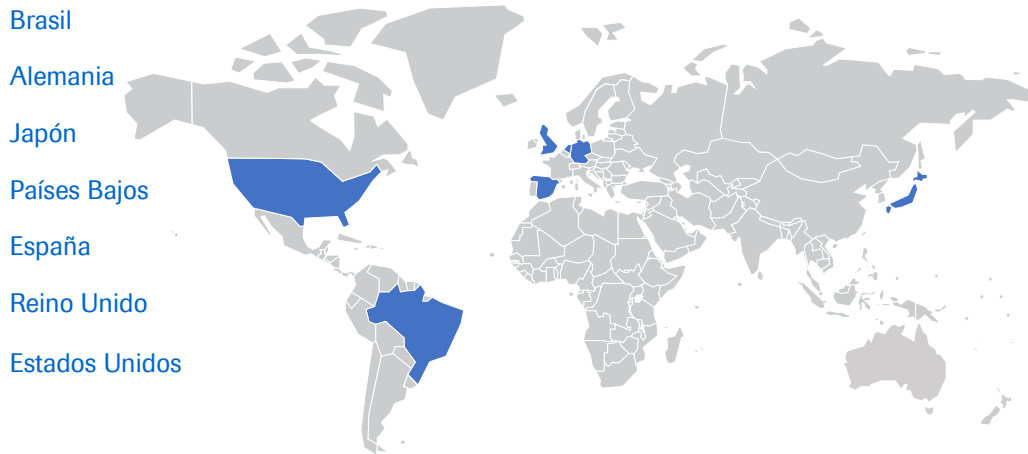 Brasil
Alemania
Japón
Países Bajos
España
Reino Unido
Estados Unidos